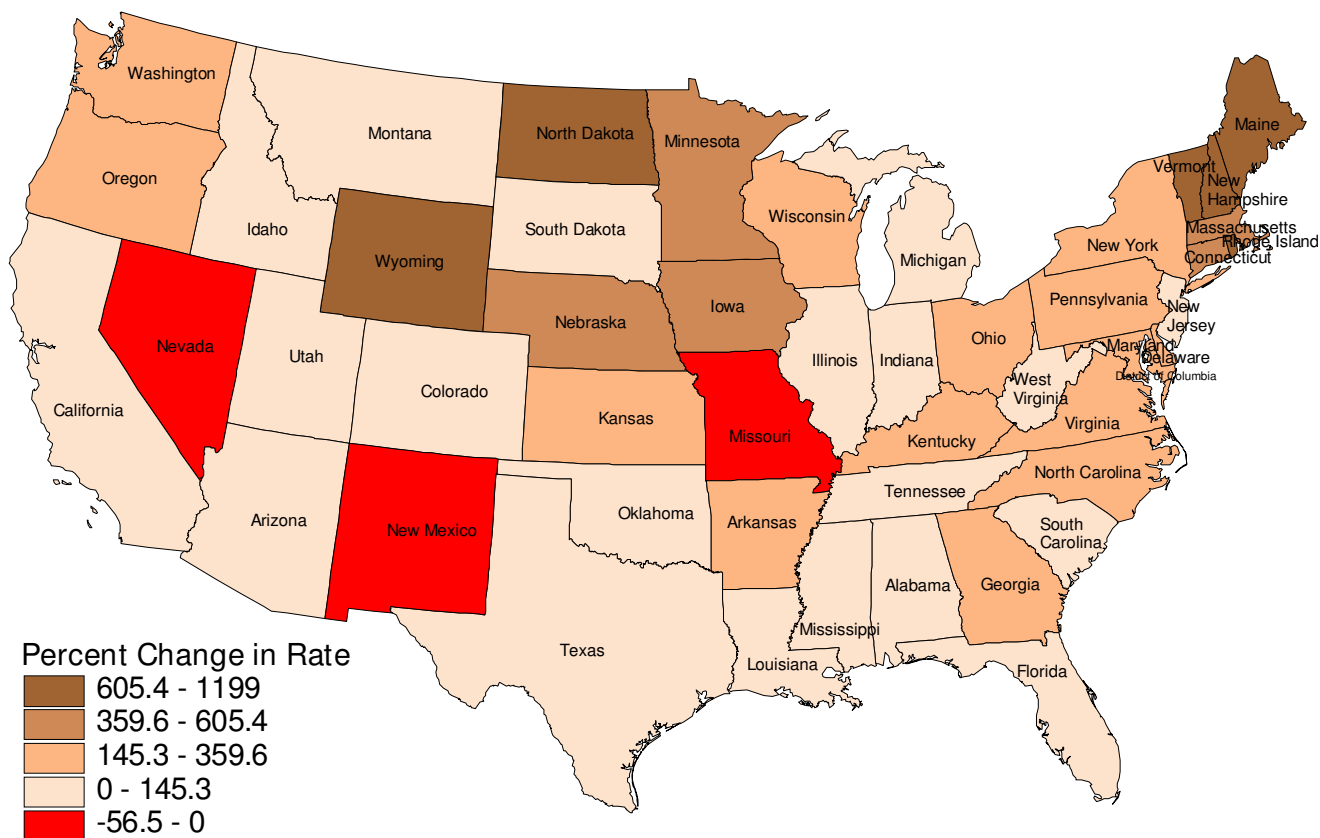 Washington
Maine
Montana
North Dakota
Minnesota
Vermont
Oregon
New
Hampshire
Wisconsin
Idaho
South Dakota
Massachusetts
Rhode Island
New York
Connecticut
Michigan
Wyoming
Pennsylvania
Iowa
New
Jersey
Nebraska
Ohio
Nevada
Maryland
Utah
Illinois
Indiana
Delaware
District of Columbia
West
Virginia
Colorado
California
Kansas
Virginia
Missouri
Kentucky
North Carolina
Tennessee
Oklahoma
Arizona
New Mexico
Arkansas
South
Carolina
Alabama
Georgia
Mississippi
Texas
Louisiana
Florida
Percent Change in Rate
605.4 - 1199
359.6 - 605.4
145.3 - 359.6
0 - 145.3
-56.5 - 0